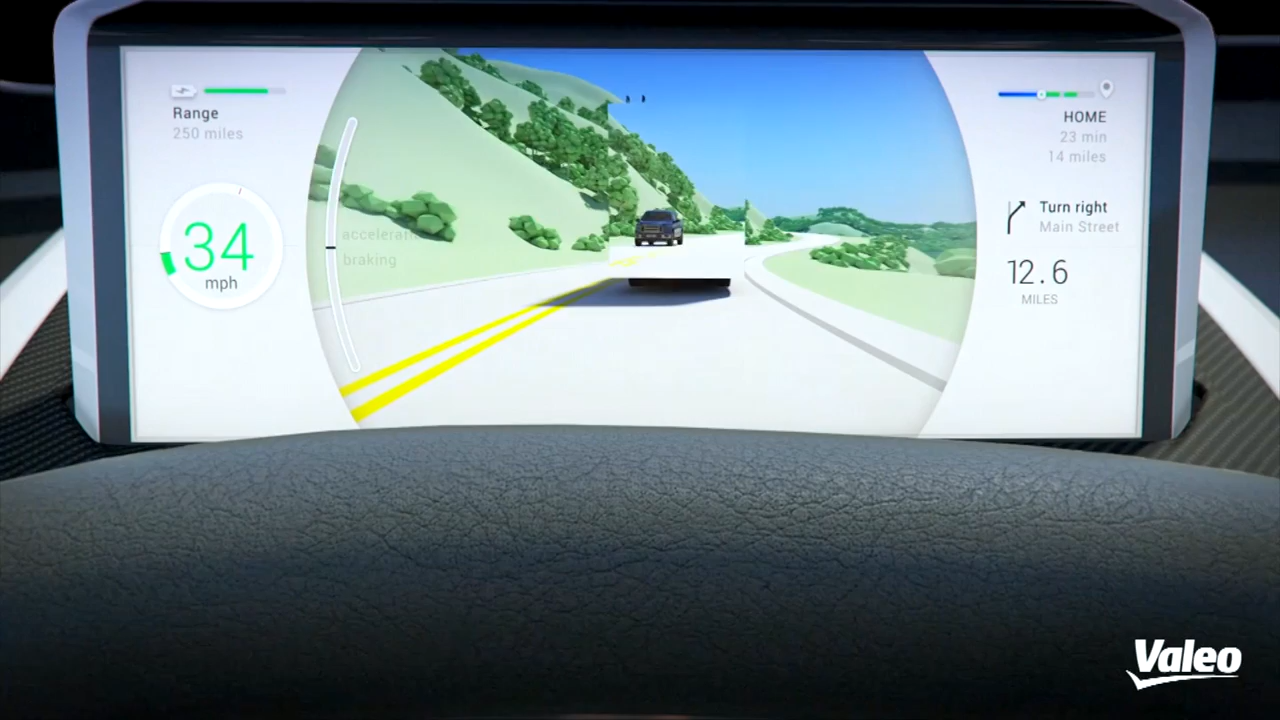 Range
250 miles
34
mph
braking
HOME
23 min
14 miles
Turn right
Main Street
12.6
MILES
Valeo